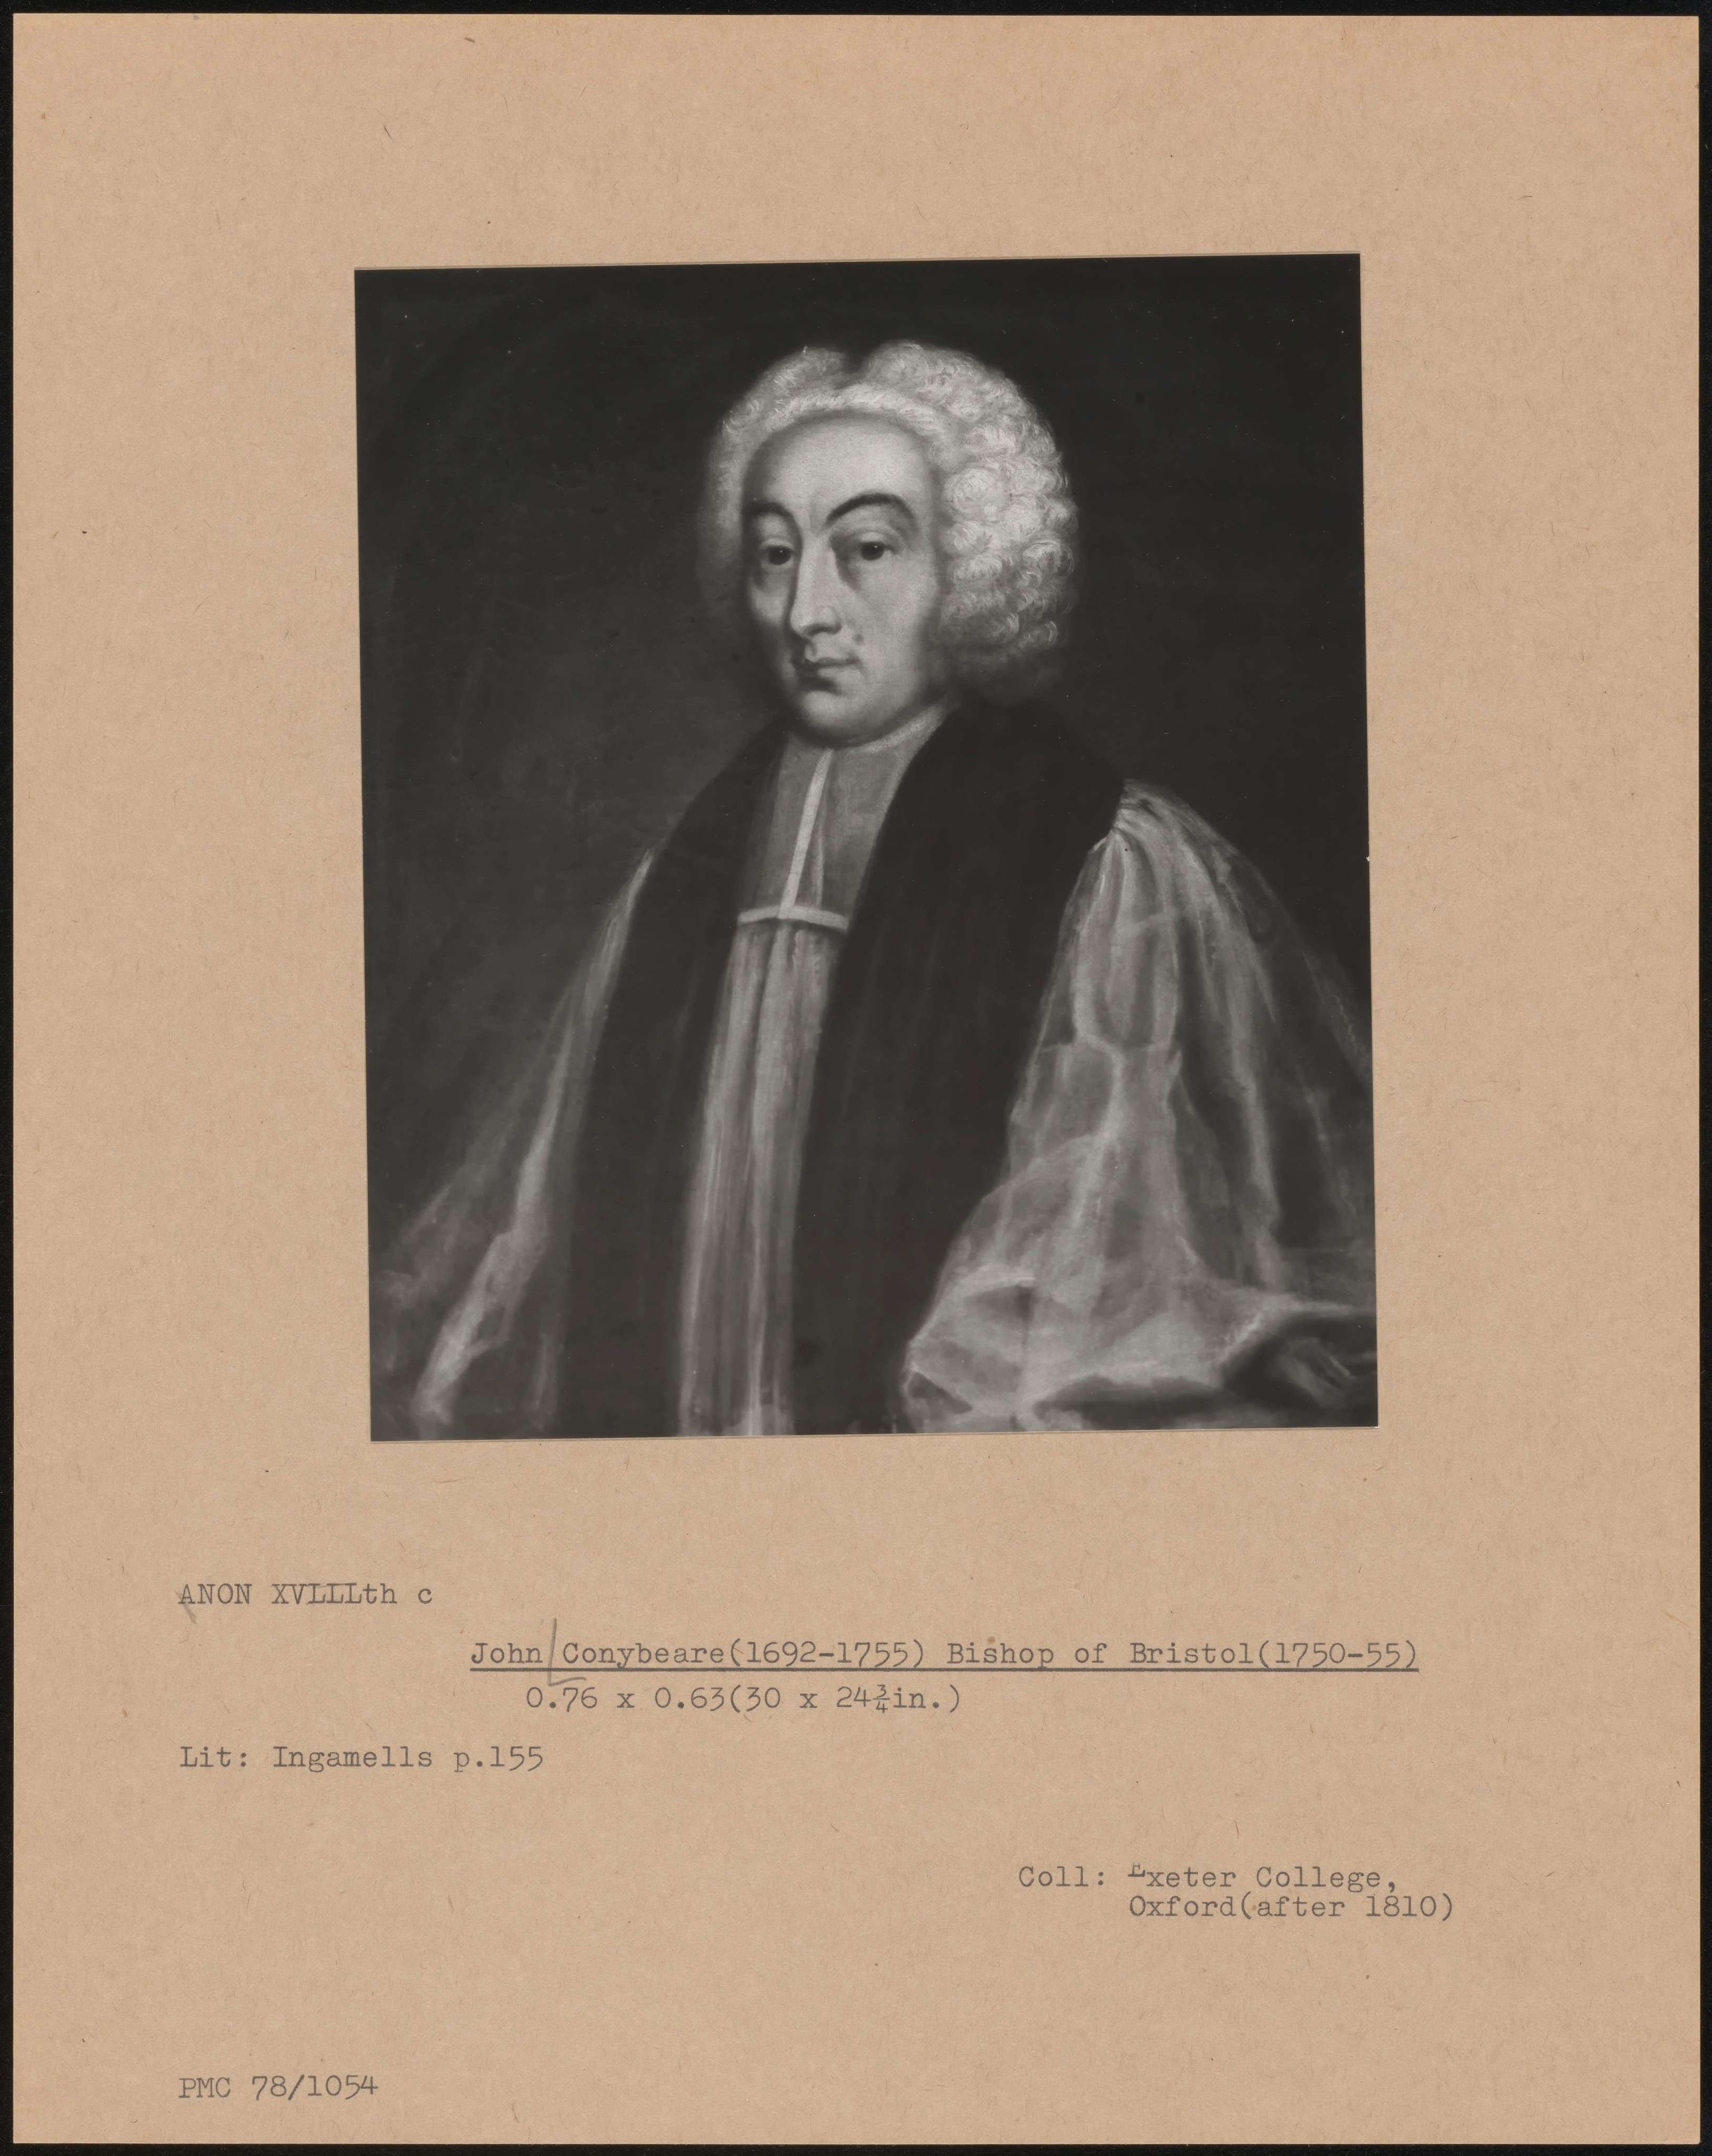 ANON XVLLLth c
John Conybeare(1692-1755) Bishop of Bristol(1750-55)
0.76 x 0.63(30 x 24¾in.)
Lit: Ingamells p.155
Coll: Exeter College,
Oxford(after 1810)
PMC 78/1054